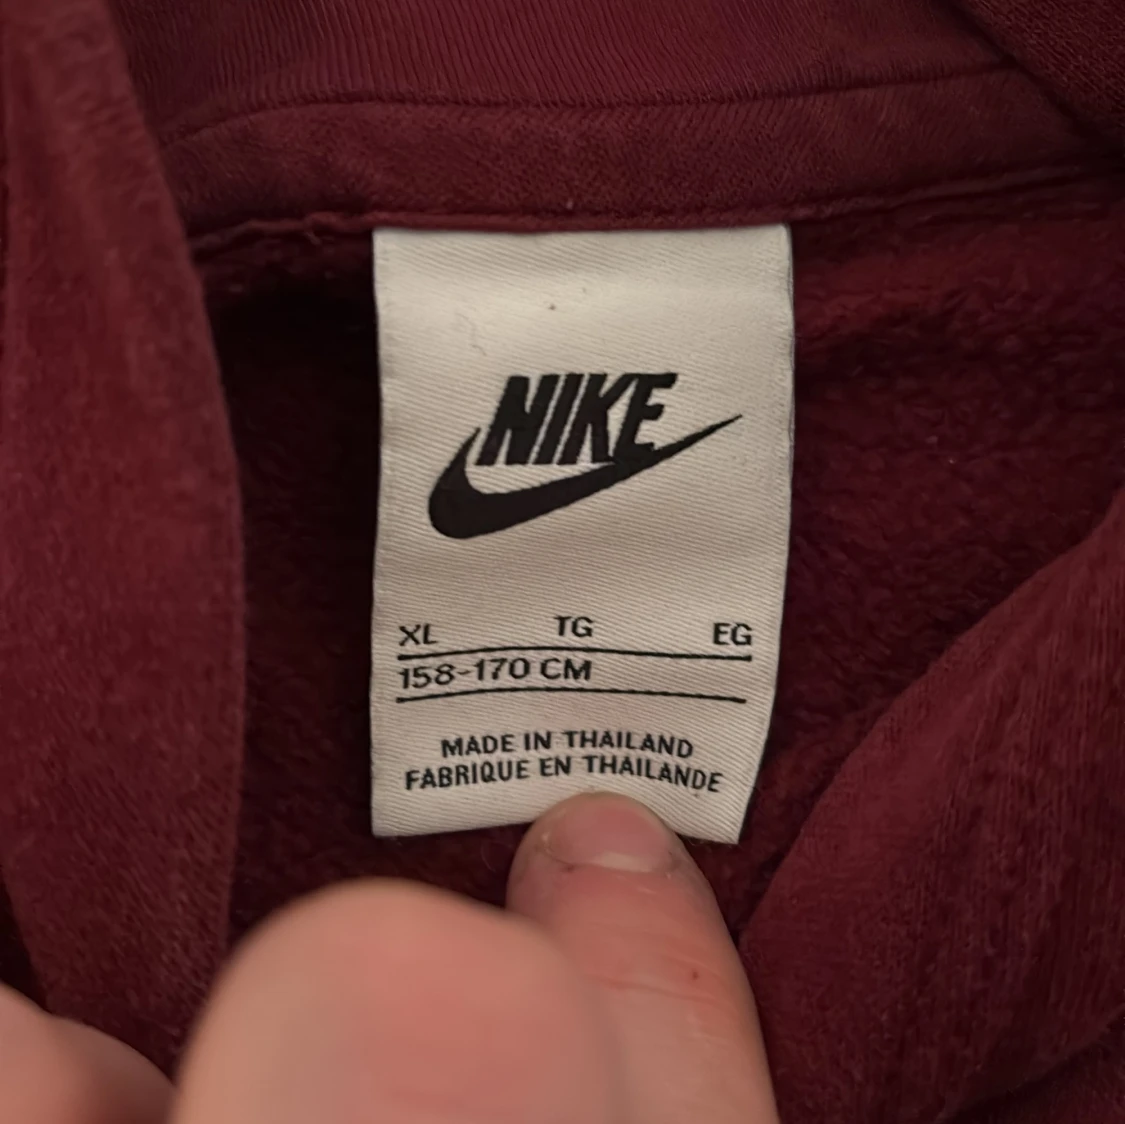 NIKE
XL TG EG
158-170 CM
MADE IN THAILAND
FABRIQUE EN THAILANDE